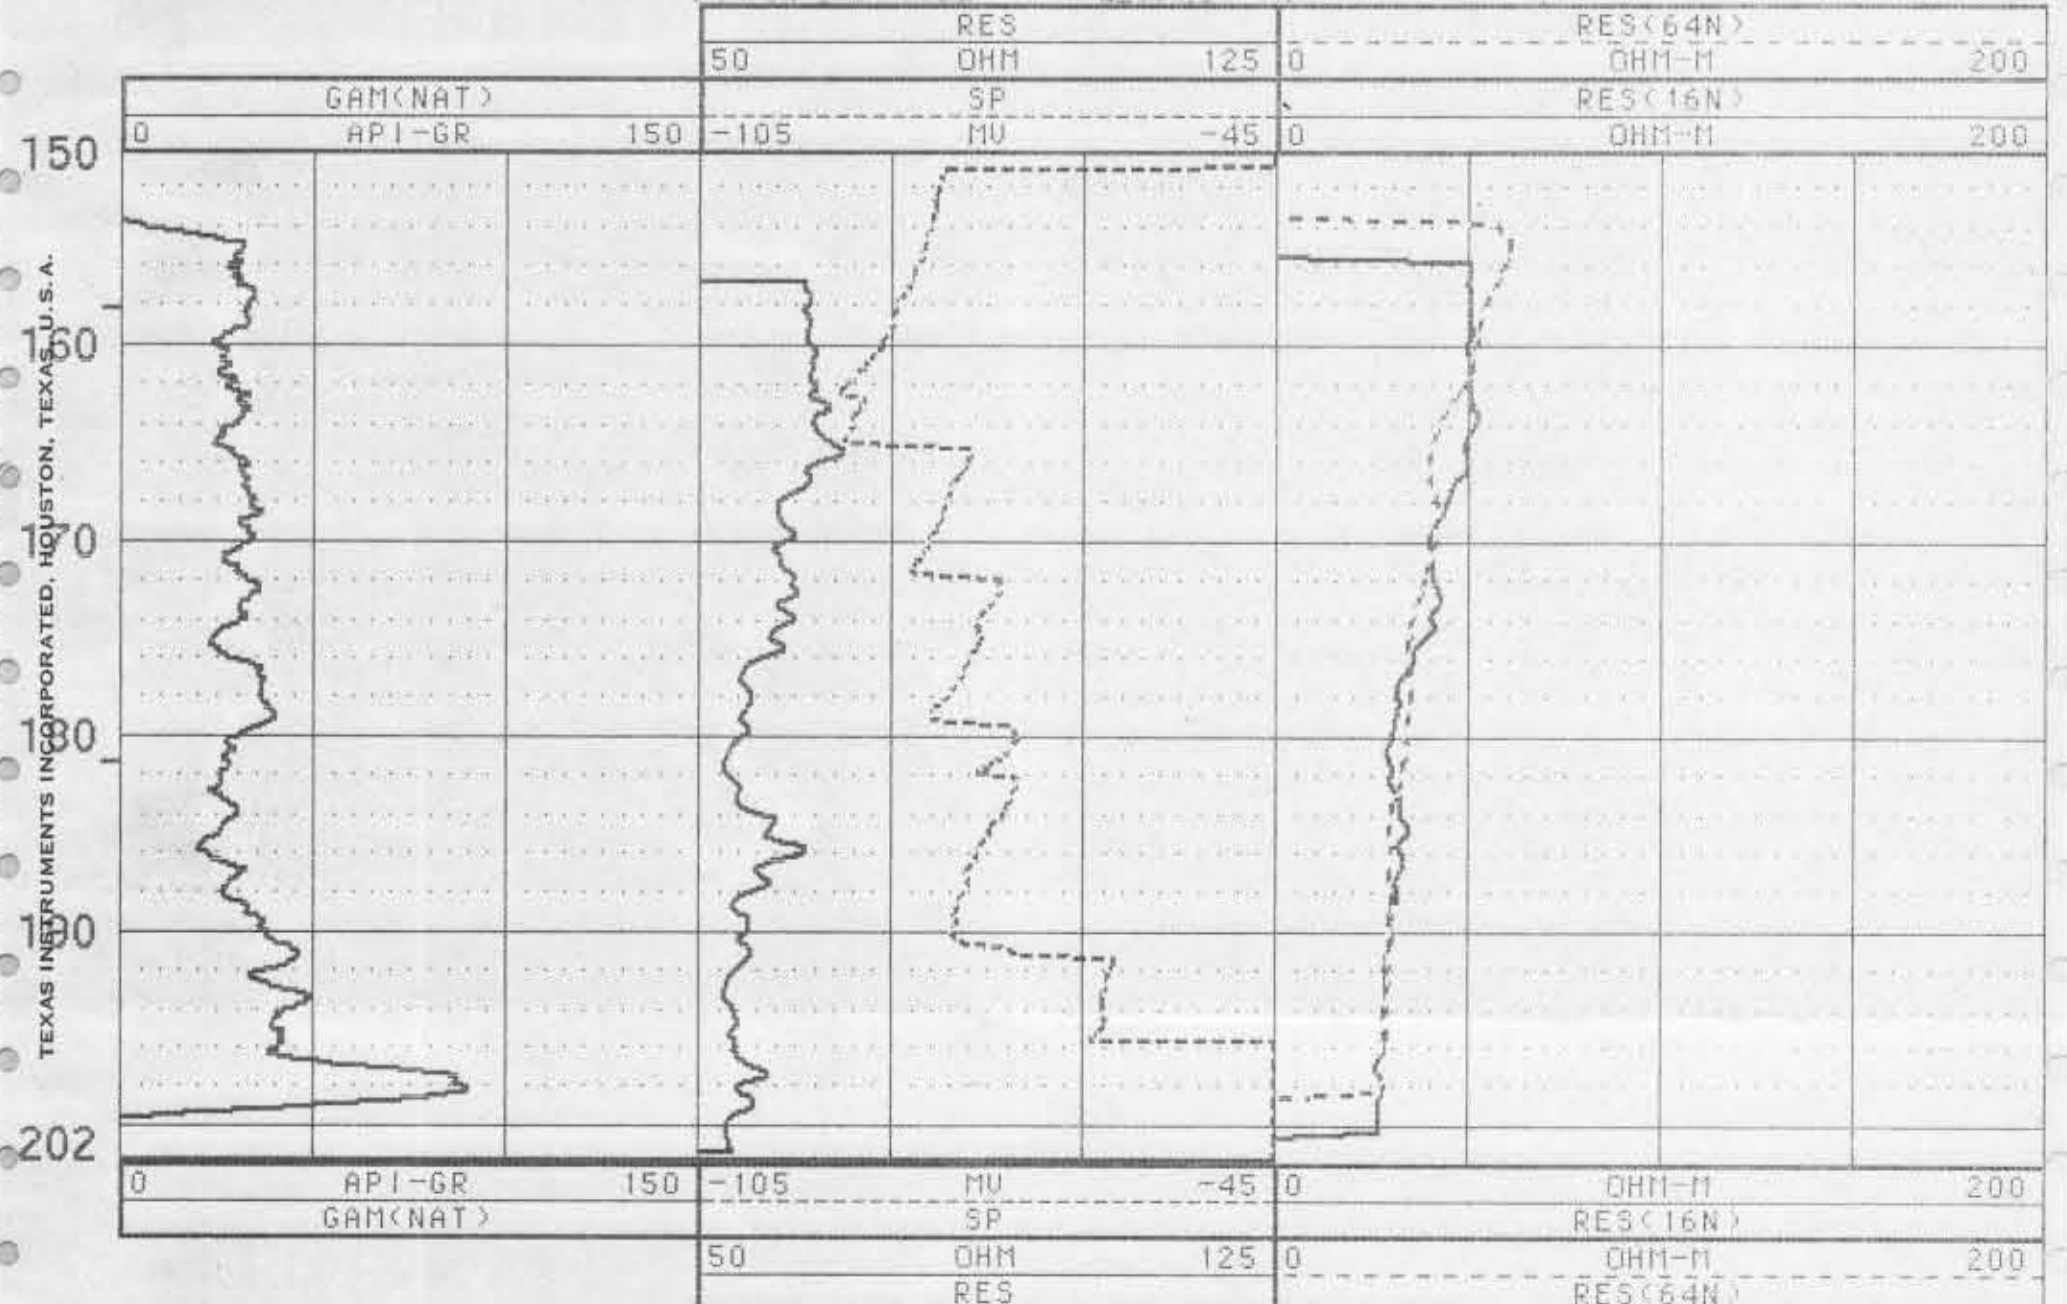 RES RES(64N)
50 OHM 125 0 OHM-M 200
GAM(NAT) SP RES(16N)
0 API-GR 150 -105 MV -45 0 OHM-M 200
150
160
170
180
190
202
TEXAS INSTRUMENTS INCORPORATED. HOUSTON. TEXAS, U.S.A.
0 API-GR 150 -105 MV -45 0 OHM-M 200
GAM(NAT) SP RES(16N)
50 OHM 125 0 OHM-M 200
RES RES(64N)